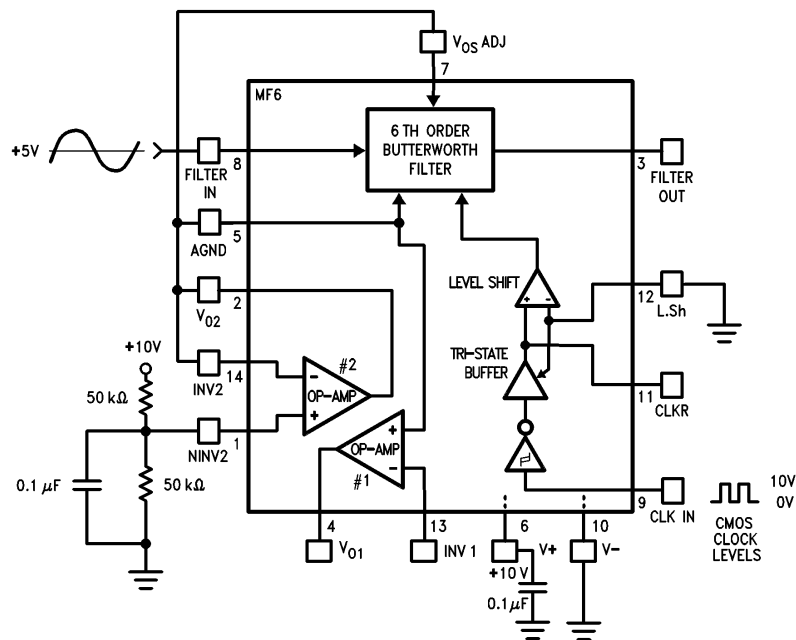 V_OS ADJ
7
MF6
6 TH ORDER
BUTTERWORTH
FILTER
+5V
8
FILTER
IN
3
FILTER
OUT
5
AGND
LEVEL SHIFT
+ -
12
L.Sh
2
V_O2
+10V
TRI-STATE
BUFFER
#2
14
INV2
-
OP-AMP
+
50 kΩ
11
CLKR
1
NINV2
+
OP-AMP
-
#1
0.1 µF
50 kΩ
9
CLK IN
10V
0V
CMOS
CLOCK
LEVELS
4
13
6
10
V_O1
INV 1
V+
V-
+10 V
0.1µF